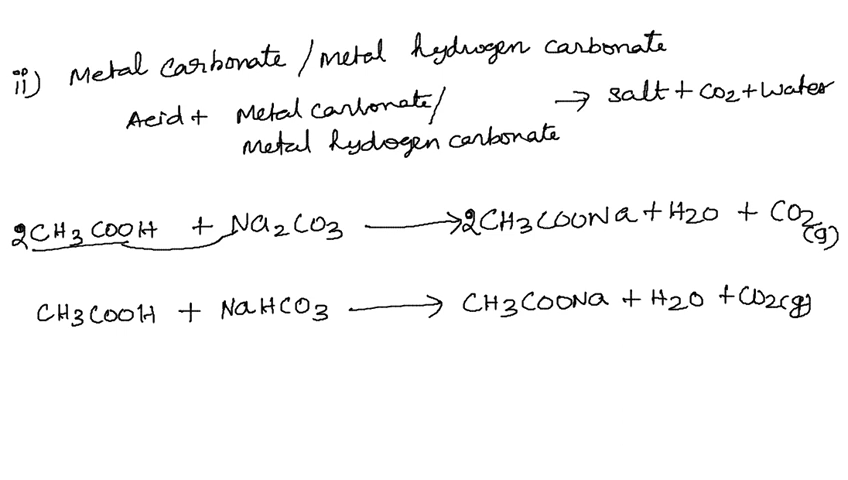 ii) Metal carbonate / Metal hydrogen carbonate
Acid + Metal carbonate/ → salt + CO2 + water
Metal hydogen carbonate
2CH3COOH + Na2CO3 ⟶ 2CH3COONa + H2O + CO2(g)
CH3COOH + NaHCO3 ⟶ CH3COONa + H2O + CO2(g)